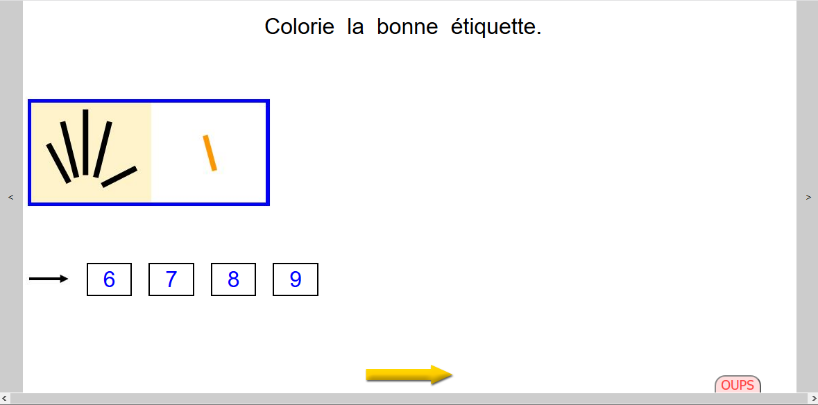 Colorie la bonne étiquette.
< >
6 7 8 9
OUPS
< >